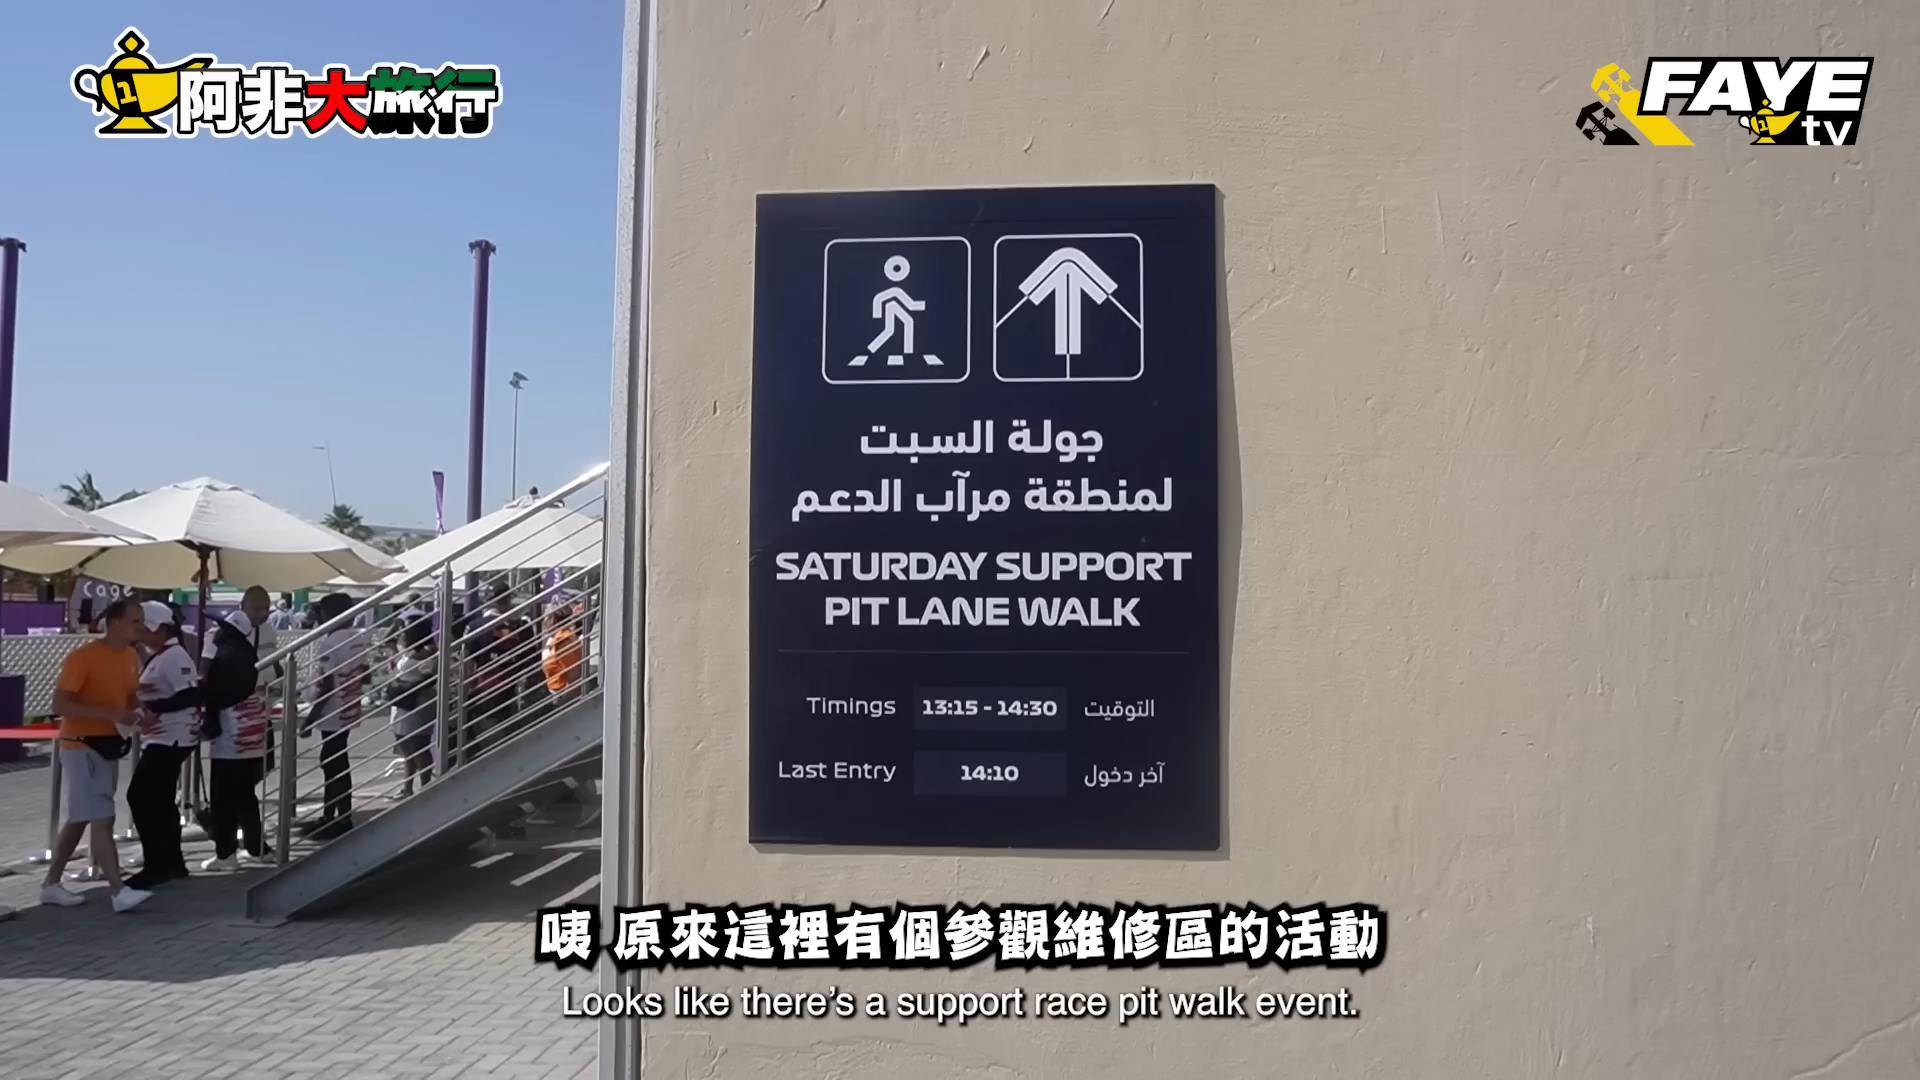 阿非大旅行
FAYE
tv
جولة السبت
لمنطقة مرآب الدعم
SATURDAY SUPPORT
PIT LANE WALK
Timings 13:15 - 14:30 التوقيت
Last Entry 14:10 آخر دخول
cage
咦 原來這裡有個參觀維修區的活動
Looks like there's a support race pit walk event.